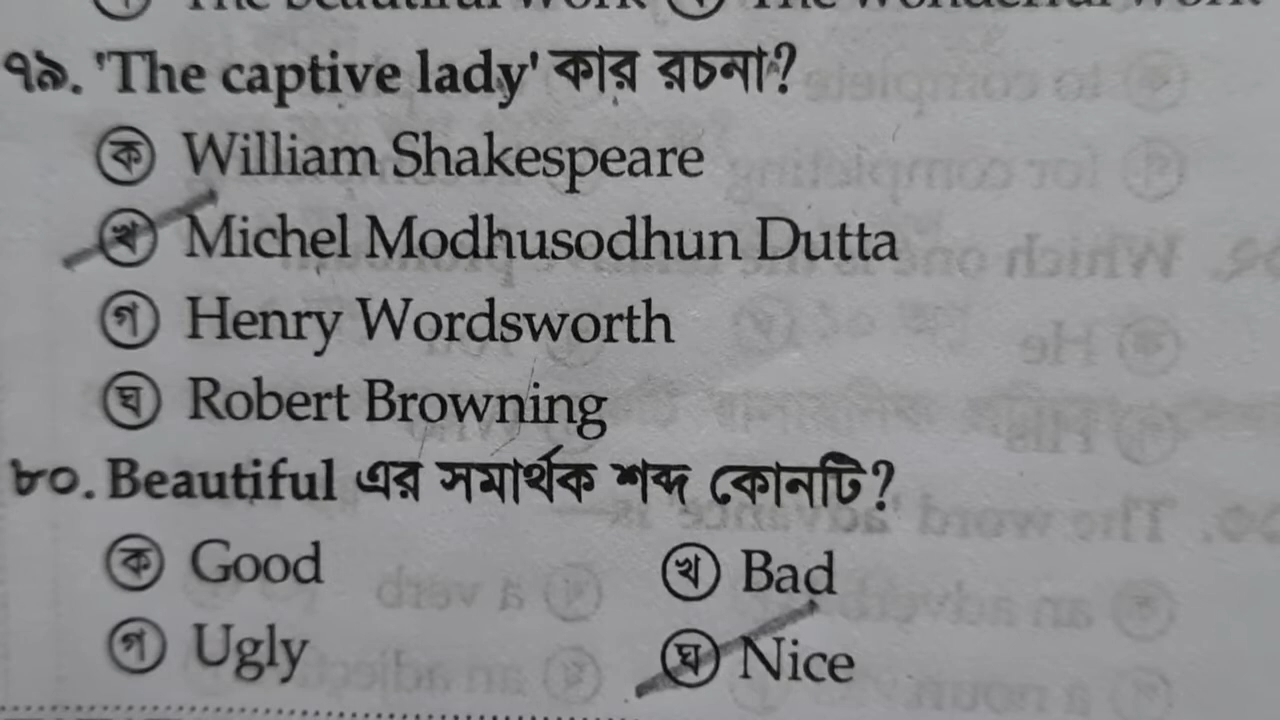 ৭৯. 'The captive lady' কার রচনা?
ক William Shakespeare
খ Michel Modhusodhun Dutta
গ Henry Wordsworth
ঘ Robert Browning
৮০. Beautiful এর সমার্থক শব্দ কোনটি?
ক Good খ Bad
গ Ugly ঘ Nice